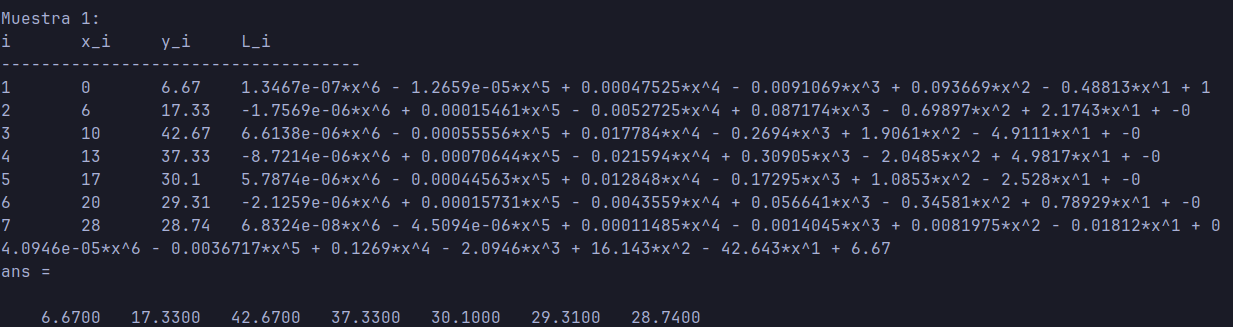 Muestra 1:
i       x_i     y_i     L_i
------------------------------------
1       0       6.67    1.3467e-07*x^6 - 1.2659e-05*x^5 + 0.00047525*x^4 - 0.0091069*x^3 + 0.093669*x^2 - 0.48813*x^1 + 1
2       6       17.33   -1.7569e-06*x^6 + 0.00015461*x^5 - 0.0052725*x^4 + 0.087174*x^3 - 0.69897*x^2 + 2.1743*x^1 + -0
3       10      42.67   6.6138e-06*x^6 - 0.00055556*x^5 + 0.017784*x^4 - 0.2694*x^3 + 1.9061*x^2 - 4.9111*x^1 + -0
4       13      37.33   -8.7214e-06*x^6 + 0.00070644*x^5 - 0.021594*x^4 + 0.30905*x^3 - 2.0485*x^2 + 4.9817*x^1 + -0
5       17      30.1    5.7874e-06*x^6 - 0.00044563*x^5 + 0.012848*x^4 - 0.17295*x^3 + 1.0853*x^2 - 2.528*x^1 + -0
6       20      29.31   -2.1259e-06*x^6 + 0.00015731*x^5 - 0.0043559*x^4 + 0.056641*x^3 - 0.34581*x^2 + 0.78929*x^1 + -0
7       28      28.74   6.8324e-08*x^6 - 4.5094e-06*x^5 + 0.00011485*x^4 - 0.0014045*x^3 + 0.0081975*x^2 - 0.01812*x^1 + 0
4.0946e-05*x^6 - 0.0036717*x^5 + 0.1269*x^4 - 2.0946*x^3 + 16.143*x^2 - 42.643*x^1 + 6.67
ans =
6.6700   17.3300   42.6700   37.3300   30.1000   29.3100   28.7400